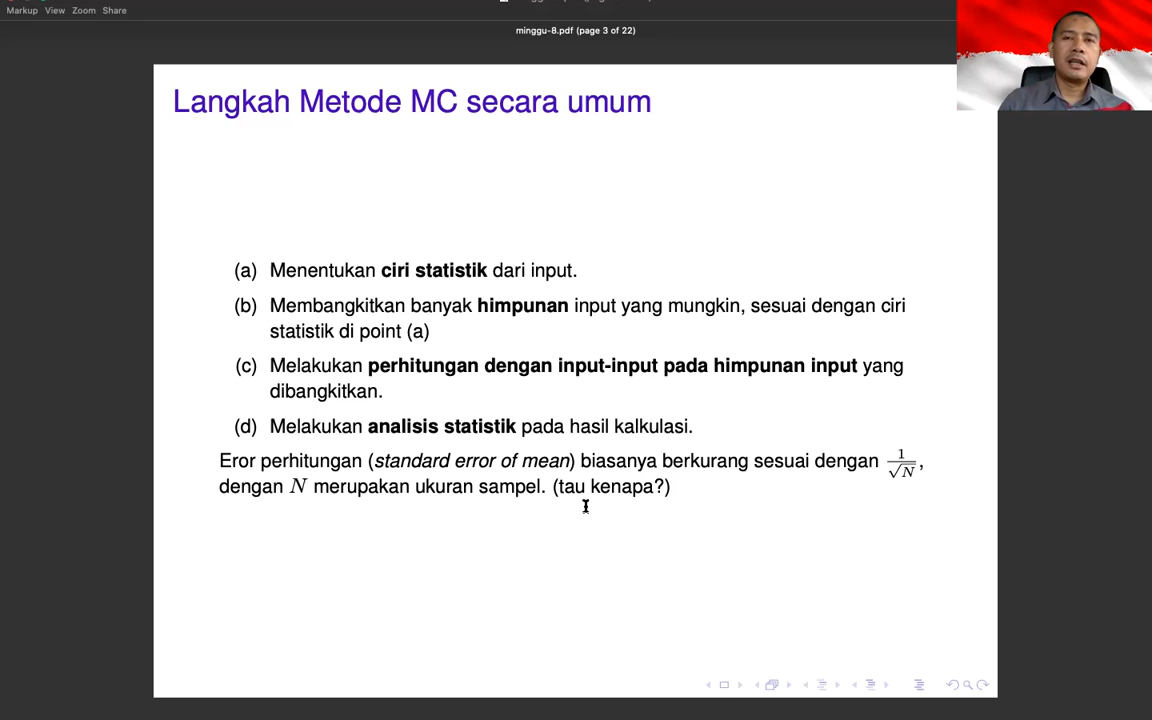 Markup View Zoom Share
minggu-8.pdf (page 3 of 22)
Langkah Metode MC secara umum
(a) Menentukan ciri statistik dari input.
(b) Membangkitkan banyak himpunan input yang mungkin, sesuai dengan ciri
statistik di point (a)
(c) Melakukan perhitungan dengan input-input pada himpunan input yang
dibangkitkan.
(d) Melakukan analisis statistik pada hasil kalkulasi.
Eror perhitungan (standard error of mean) biasanya berkurang sesuai dengan 1/√N,
dengan N merupakan ukuran sampel. (tau kenapa?)